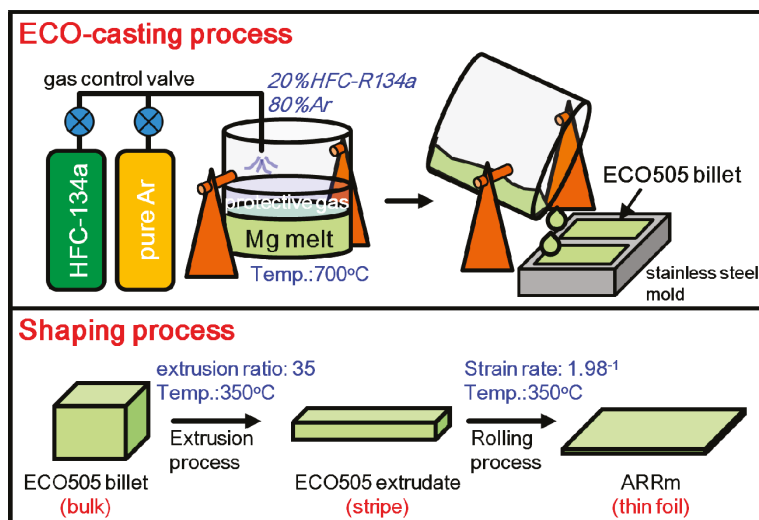 ECO-casting process
gas control valve
20%HFC-R134a
80%Ar
HFC-134a
pure Ar
protective gas
Mg melt
Temp.:700°C
ECO505 billet
stainless steel
mold
Shaping process
extrusion ratio: 35
Temp.:350°C
Extrusion
process
Strain rate: 1.98⁻¹
Temp.:350°C
Rolling
process
ECO505 billet
(bulk)
ECO505 extrudate
(stripe)
ARRm
(thin foil)